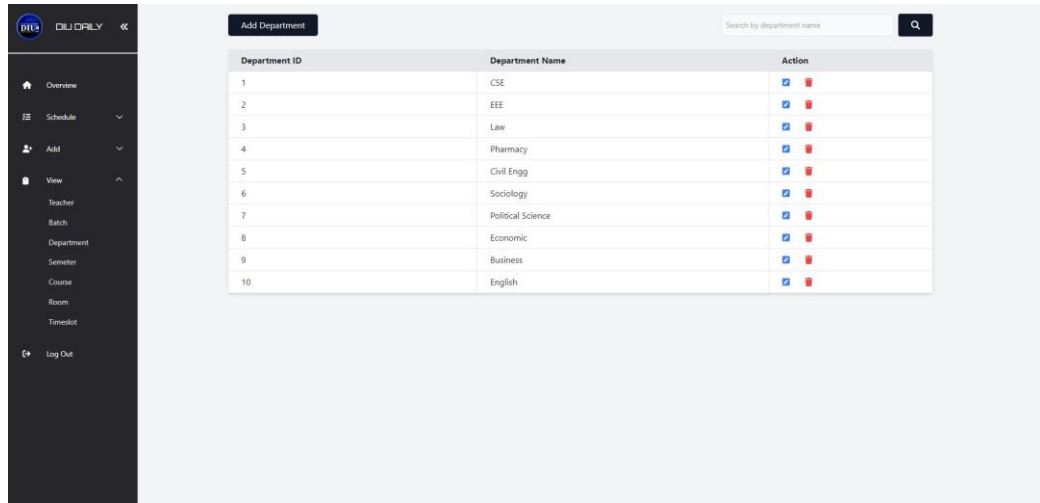 DIU
DIU DAILY
Overview
Schedule
Add
View
Teacher
Batch
Department
Semeter
Course
Room
Timeslot
Log Out
Add Department
Search by department name
Department ID Department Name Action
1 CSE
2 EEE
3 Law
4 Pharmacy
5 Civil Engg
6 Sociology
7 Political Science
8 Economic
9 Business
10 English